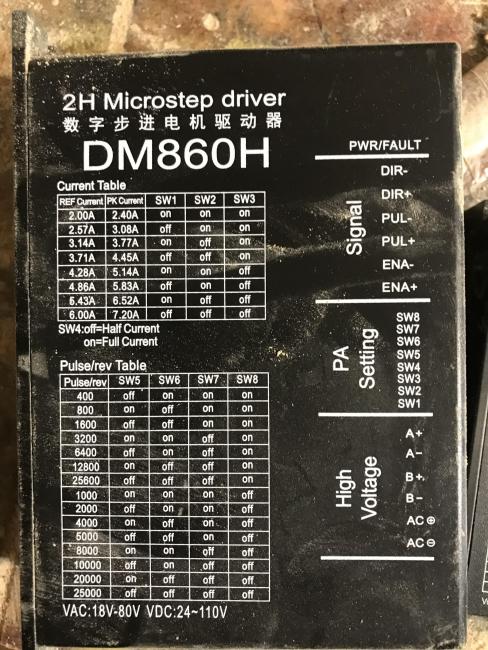 2H Microstep driver
数字步进电机驱动器
DM860H
Current Table
REF Current PK Current SW1 SW2 SW3
2.00A 2.40A on on on
2.57A 3.08A off on on
3.14A 3.77A on off on
3.71A 4.45A off off on
4.28A 5.14A on on off
4.86A 5.83A off on off
5.43A 6.52A on off off
6.00A 7.20A off off off
SW4:off=Half Current
on=Full Current
Pulse/rev Table
Pulse/rev SW5 SW6 SW7 SW8
400 off on on on
800 on off on on
1600 off off on on
3200 on on off on
6400 off on off on
12800 on off off on
25600 off off off on
1000 on on on off
2000 off on on off
4000 on off on off
5000 off off on off
8000 on on off off
10000 off on off off
20000 on off off off
25000 off off off off
VAC:18V-80V VDC:24~110V
PWR/FAULT
Signal
DIR-
DIR+
PUL-
PUL+
ENA-
ENA+
PA
Setting
SW8
SW7
SW6
SW5
SW4
SW3
SW2
SW1
High
Voltage
A+
A-
B+
B-
AC⊕
AC⊖